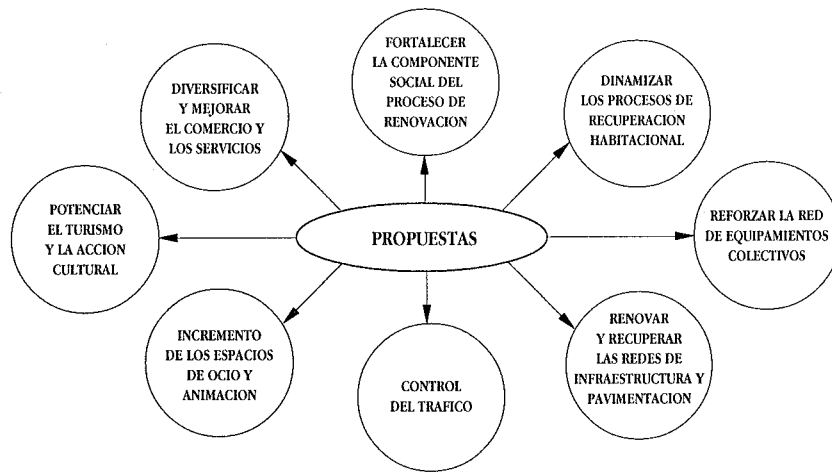 FORTALECER
LA COMPONENTE
SOCIAL DEL
PROCESO DE
RENOVACION
DIVERSIFICAR
Y MEJORAR
EL COMERCIO Y
LOS SERVICIOS
DINAMIZAR
LOS PROCESOS DE
RECUPERACION
HABITACIONAL
POTENCIAR
EL TURISMO
Y LA ACCION
CULTURAL
PROPUESTAS
REFORZAR LA RED
DE EQUIPAMIENTOS
COLECTIVOS
INCREMENTO
DE LOS ESPACIOS
DE OCIO Y
ANIMACION
CONTROL
DEL TRAFICO
RENOVAR
Y RECUPERAR
LAS REDES DE
INFRAESTRUCTURA Y
PAVIMENTACION